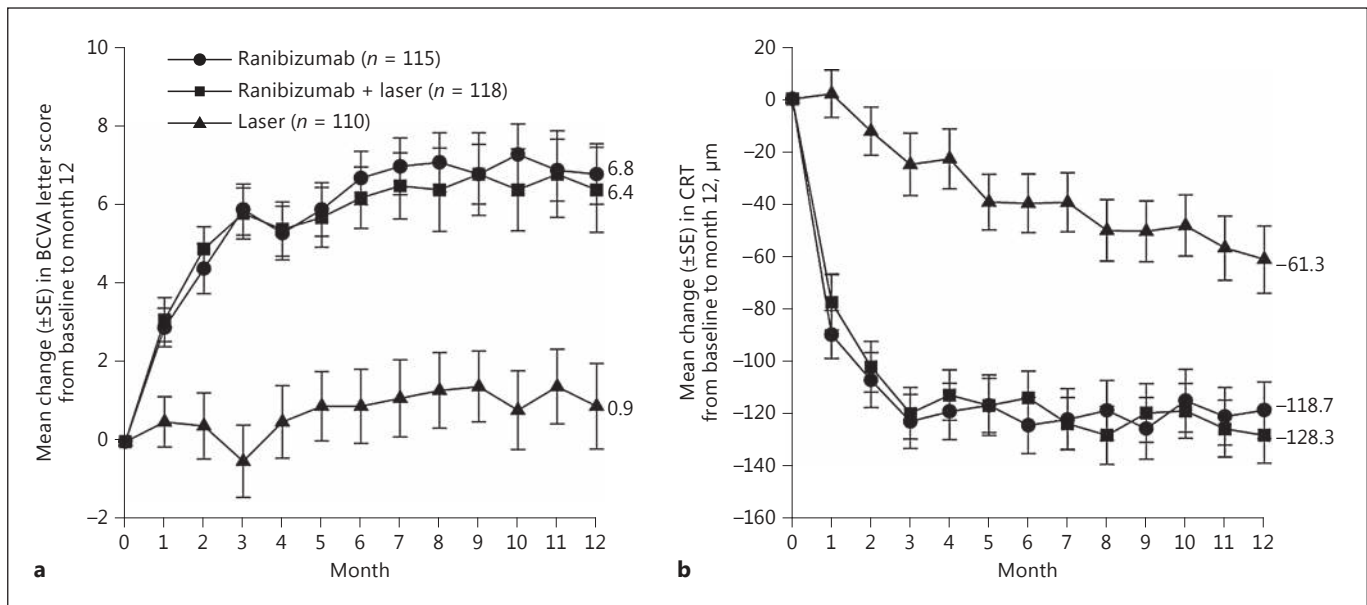 10
8
6
4
2
0
–2
Mean change (±SE) in BCVA letter score
from baseline to month 12
Ranibizumab (n = 115)
Ranibizumab + laser (n = 118)
Laser (n = 110)
6.8
6.4
0.9
0 1 2 3 4 5 6 7 8 9 10 11 12
Month
a
20
0
–20
–40
–60
–80
–100
–120
–140
–160
Mean change (±SE) in CRT
from baseline to month 12, µm
–61.3
–118.7
–128.3
0 1 2 3 4 5 6 7 8 9 10 11 12
Month
b